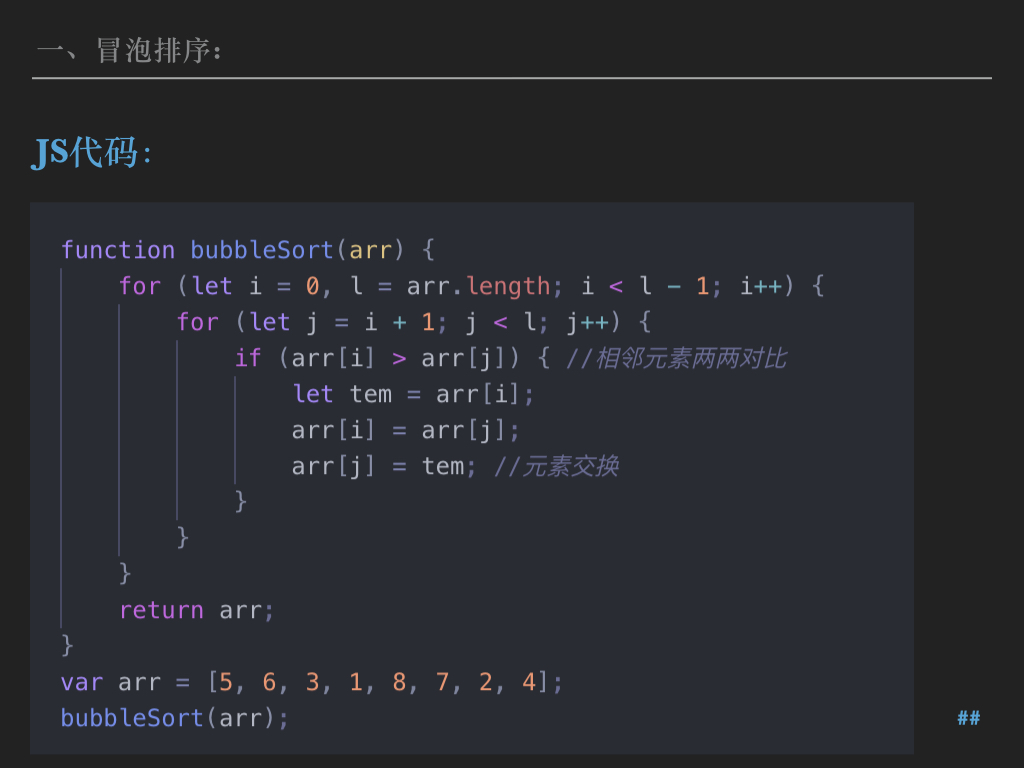 一、冒泡排序:
JS代码:
function bubbleSort(arr) {
    for (let i = 0, l = arr.length; i < l - 1; i++) {
        for (let j = i + 1; j < l; j++) {
            if (arr[i] > arr[j]) { //相邻元素两两对比
                let tem = arr[i];
                arr[i] = arr[j];
                arr[j] = tem; //元素交换
            }
        }
    }
    return arr;
}
var arr = [5, 6, 3, 1, 8, 7, 2, 4];
bubbleSort(arr);
##